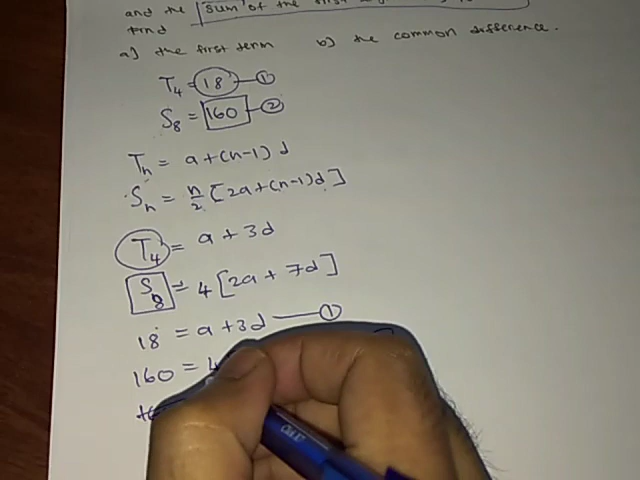 and the sum of the first
find
a) the first term b) the common difference.
T4 = 18 — ①
S8 = 160 — ②
Tn = a+(n-1)d
Sn = n/2 [2a+(n-1)d]
T4 = a + 3d
S8 = 4[2a + 7d]
18 = a+3d — ①
160 = 4